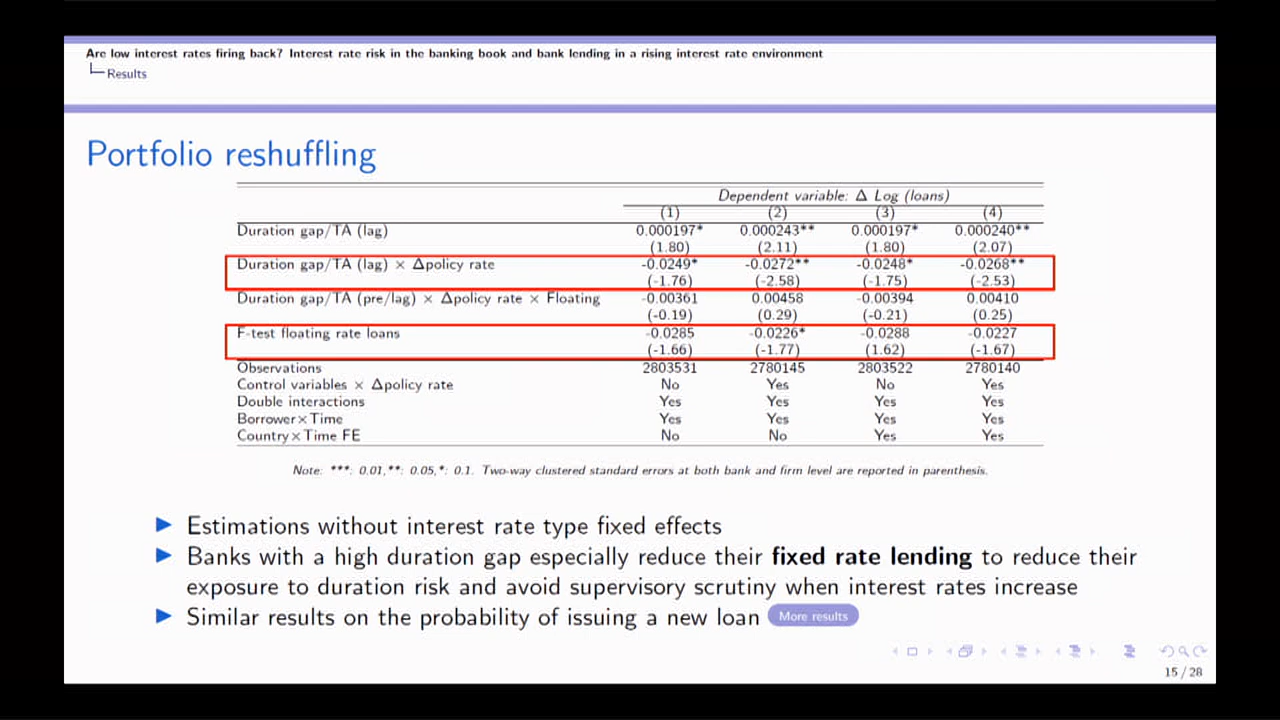 Are low interest rates firing back? Interest rate risk in the banking book and bank lending in a rising interest rate environment
Results
Portfolio reshuffling
Dependent variable: Δ Log (loans)
(1) (2) (3) (4)
Duration gap/TA (lag) 0.000197* 0.000243** 0.000197* 0.000240**
(1.80) (2.11) (1.80) (2.07)
Duration gap/TA (lag) × Δpolicy rate -0.0249* -0.0272** -0.0248* -0.0268**
(-1.76) (-2.58) (-1.75) (-2.53)
Duration gap/TA (pre/lag) × Δpolicy rate × Floating -0.00361 0.00458 -0.00394 0.00410
(-0.19) (0.29) (-0.21) (0.25)
F-test floating rate loans -0.0285 -0.0226* -0.0288 -0.0227
(-1.66) (-1.77) (1.62) (-1.67)
Observations 2803531 2780145 2803522 2780140
Control variables × Δpolicy rate No Yes No Yes
Double interactions Yes Yes Yes Yes
Borrower×Time Yes Yes Yes Yes
Country×Time FE No No Yes Yes
Note: ***: 0.01,**: 0.05,*: 0.1. Two-way clustered standard errors at both bank and firm level are reported in parenthesis.
Estimations without interest rate type fixed effects
Banks with a high duration gap especially reduce their fixed rate lending to reduce their
exposure to duration risk and avoid supervisory scrutiny when interest rates increase
Similar results on the probability of issuing a new loan More results
15 / 28